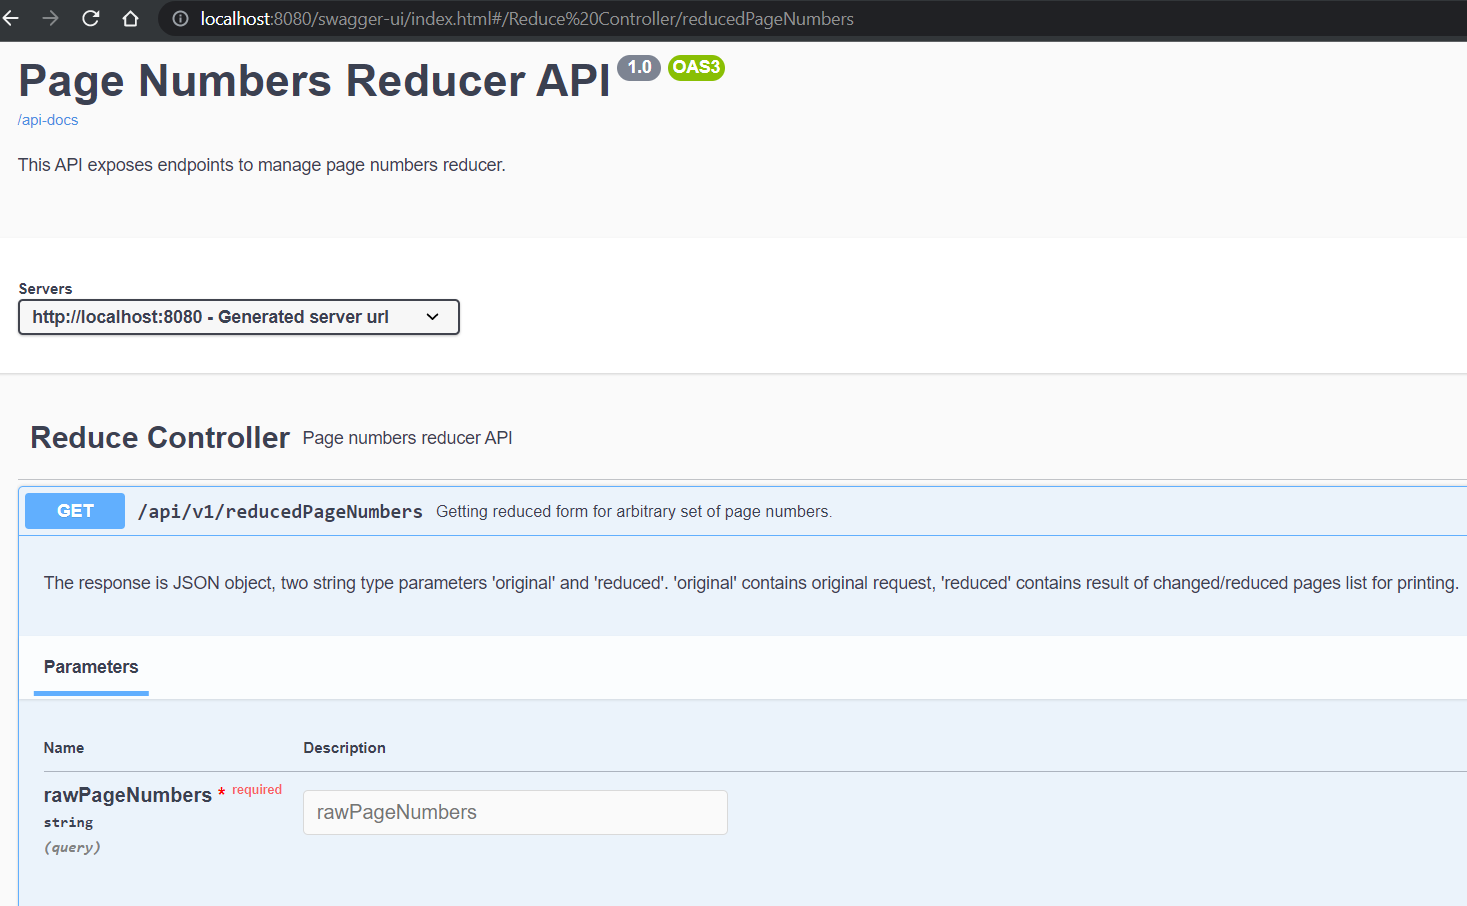 localhost:8080/swagger-ui/index.html#/Reduce%20Controller/reducedPageNumbers
Page Numbers Reducer API 1.0 OAS3
/api-docs
This API exposes endpoints to manage page numbers reducer.
Servers
http://localhost:8080 - Generated server url
Reduce Controller Page numbers reducer API
GET /api/v1/reducedPageNumbers Getting reduced form for arbitrary set of page numbers.
The response is JSON object, two string type parameters 'original' and 'reduced'. 'original' contains original request, 'reduced' contains result of changed/reduced pages list for printing.
Parameters
Name Description
rawPageNumbers * required
rawPageNumbers
string
(query)